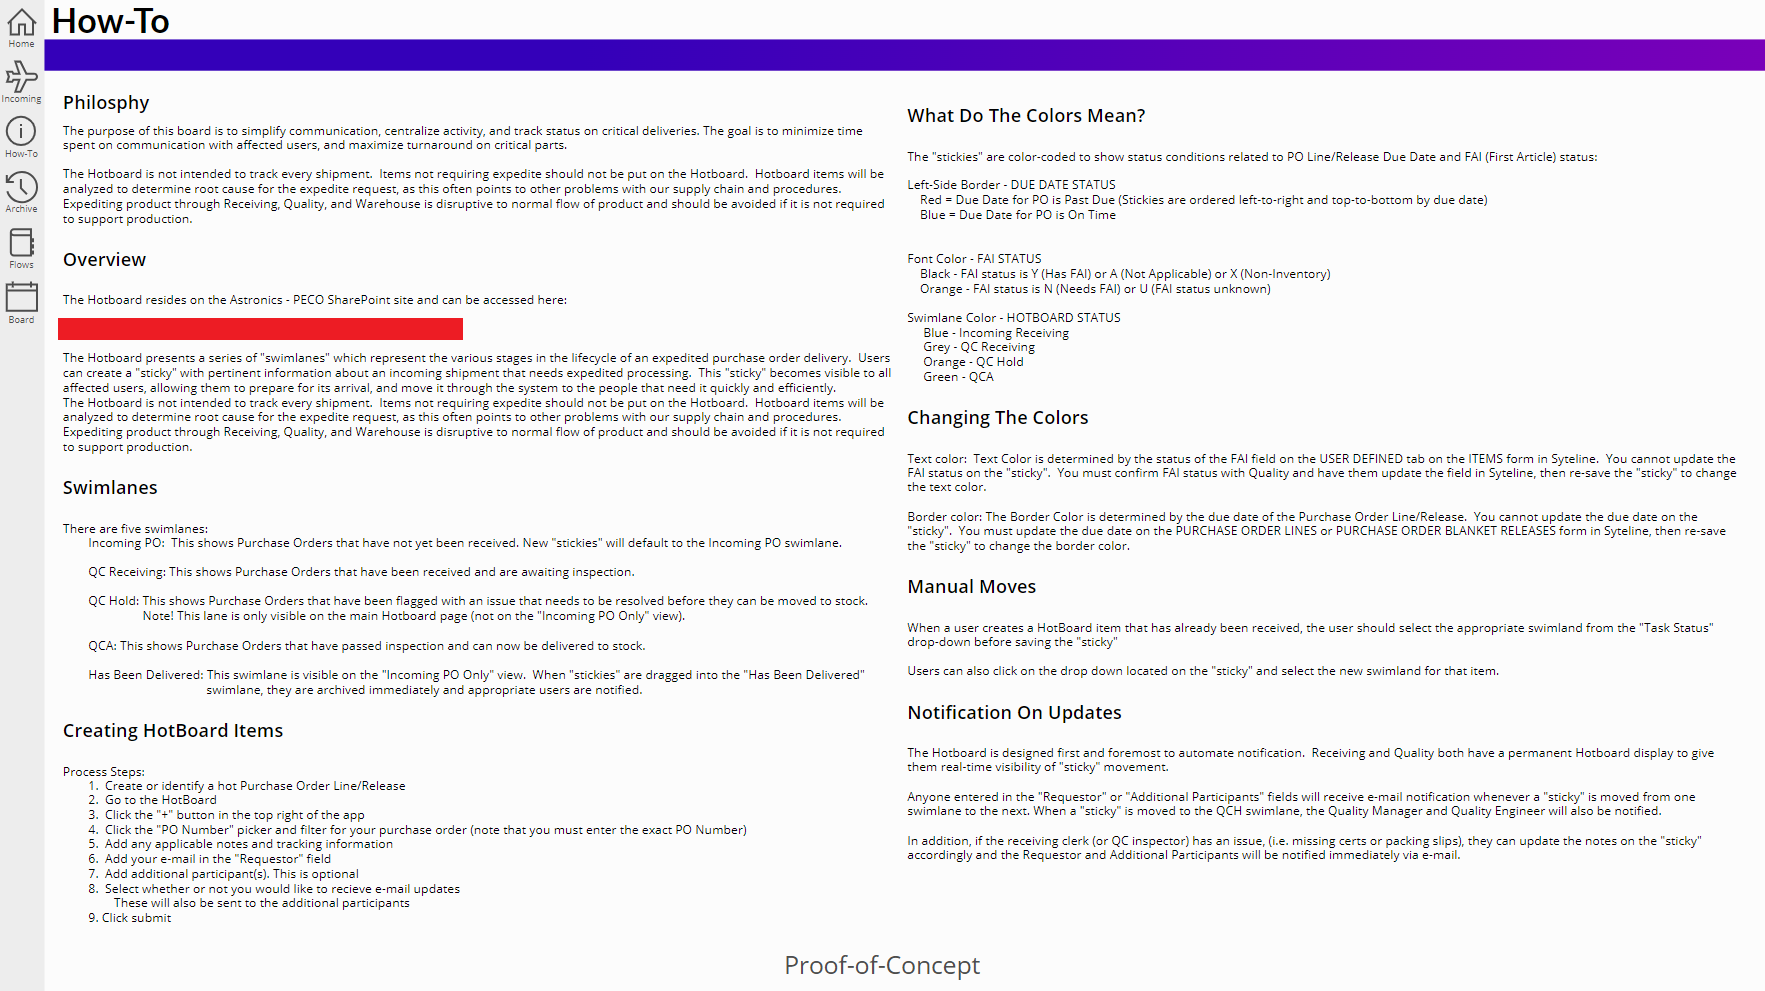 How-To
Home
Incoming
How-To
Archive
Flows
Board
Philosphy
The purpose of this board is to simplify communication, centralize activity, and track status on critical deliveries. The goal is to minimize time
spent on communication with affected users, and maximize turnaround on critical parts.
The Hotboard is not intended to track every shipment.  Items not requiring expedite should not be put on the Hotboard.  Hotboard items will be
analyzed to determine root cause for the expedite request, as this often points to other problems with our supply chain and procedures.
Expediting product through Receiving, Quality, and Warehouse is disruptive to normal flow of product and should be avoided if it is not required
to support production.
Overview
The Hotboard resides on the Astronics - PECO SharePoint site and can be accessed here:
The Hotboard presents a series of "swimlanes" which represent the various stages in the lifecycle of an expedited purchase order delivery.  Users
can create a "sticky" with pertinent information about an incoming shipment that needs expedited processing.  This "sticky" becomes visible to all
affected users, allowing them to prepare for its arrival, and move it through the system to the people that need it quickly and efficiently.
The Hotboard is not intended to track every shipment.  Items not requiring expedite should not be put on the Hotboard.  Hotboard items will be
analyzed to determine root cause for the expedite request, as this often points to other problems with our supply chain and procedures.
Expediting product through Receiving, Quality, and Warehouse is disruptive to normal flow of product and should be avoided if it is not required
to support production.
Swimlanes
There are five swimlanes:
Incoming PO:  This shows Purchase Orders that have not yet been received. New "stickies" will default to the Incoming PO swimlane.
QC Receiving: This shows Purchase Orders that have been received and are awaiting inspection.
QC Hold: This shows Purchase Orders that have been flagged with an issue that needs to be resolved before they can be moved to stock.
Note! This lane is only visible on the main Hotboard page (not on the "Incoming PO Only" view).
QCA: This shows Purchase Orders that have passed inspection and can now be delivered to stock.
Has Been Delivered: This swimlane is visible on the "Incoming PO Only" view.  When "stickies" are dragged into the "Has Been Delivered"
swimlane, they are archived immediately and appropriate users are notified.
Creating HotBoard Items
Process Steps:
1.  Create or identify a hot Purchase Order Line/Release
2.  Go to the HotBoard
3.  Click the "+" button in the top right of the app
4.  Click the "PO Number" picker and filter for your purchase order (note that you must enter the exact PO Number)
5.  Add any applicable notes and tracking information
6.  Add your e-mail in the "Requestor" field
7.  Add additional participant(s). This is optional
8.  Select whether or not you would like to recieve e-mail updates
These will also be sent to the additional participants
9. Click submit
What Do The Colors Mean?
The "stickies" are color-coded to show status conditions related to PO Line/Release Due Date and FAI (First Article) status:
Left-Side Border - DUE DATE STATUS
Red = Due Date for PO is Past Due (Stickies are ordered left-to-right and top-to-bottom by due date)
Blue = Due Date for PO is On Time
Font Color - FAI STATUS
Black - FAI status is Y (Has FAI) or A (Not Applicable) or X (Non-Inventory)
Orange - FAI status is N (Needs FAI) or U (FAI status unknown)
Swimlane Color - HOTBOARD STATUS
Blue - Incoming Receiving
Grey - QC Receiving
Orange - QC Hold
Green - QCA
Changing The Colors
Text color:  Text Color is determined by the status of the FAI field on the USER DEFINED tab on the ITEMS form in Syteline.  You cannot update the
FAI status on the "sticky".  You must confirm FAI status with Quality and have them update the field in Syteline, then re-save the "sticky" to change
the text color.
Border color: The Border Color is determined by the due date of the Purchase Order Line/Release.  You cannot update the due date on the
"sticky".  You must update the due date on the PURCHASE ORDER LINES or PURCHASE ORDER BLANKET RELEASES form in Syteline, then re-save
the "sticky" to change the border color.
Manual Moves
When a user creates a HotBoard item that has already been received, the user should select the appropriate swimland from the "Task Status"
drop-down before saving the "sticky"
Users can also click on the drop down located on the "sticky" and select the new swimland for that item.
Notification On Updates
The Hotboard is designed first and foremost to automate notification.  Receiving and Quality both have a permanent Hotboard display to give
them real-time visibility of "sticky" movement.
Anyone entered in the "Requestor" or "Additional Participants" fields will receive e-mail notification whenever a "sticky" is moved from one
swimlane to the next. When a "sticky" is moved to the QCH swimlane, the Quality Manager and Quality Engineer will also be notified.
In addition, if the receiving clerk (or QC inspector) has an issue, (i.e. missing certs or packing slips), they can update the notes on the "sticky"
accordingly and the Requestor and Additional Participants will be notified immediately via e-mail.
Proof-of-Concept